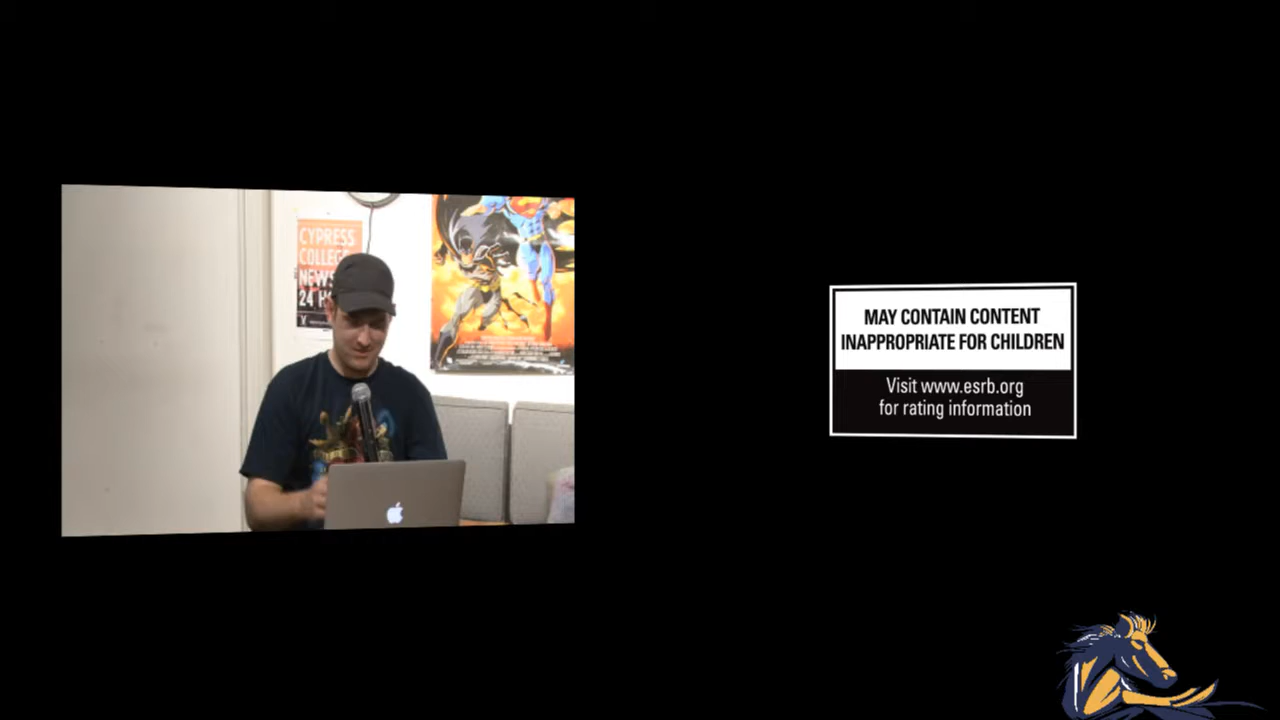 CYPRESS
COLLEGE
NEWS
24 H
MAY CONTAIN CONTENT
INAPPROPRIATE FOR CHILDREN
Visit www.esrb.org
for rating information